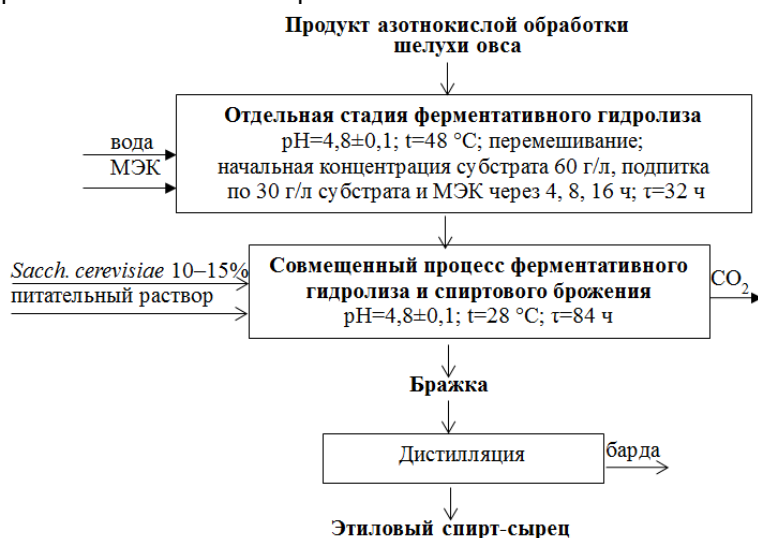 Продукт азотнокислой обработки
шелухи овса
Отдельная стадия ферментативного гидролиза
pH=4,8±0,1; t=48 °C; перемешивание;
начальная концентрация субстрата 60 г/л, подпитка
по 30 г/л субстрата и МЭК через 4, 8, 16 ч; τ=32 ч
вода
МЭК
Sacch. cerevisiae 10–15%
питательный раствор
Совмещенный процесс ферментативного
гидролиза и спиртового брожения
pH=4,8±0,1; t=28 °C; τ=84 ч
CO2
Бражка
Дистилляция
барда
Этиловый спирт-сырец